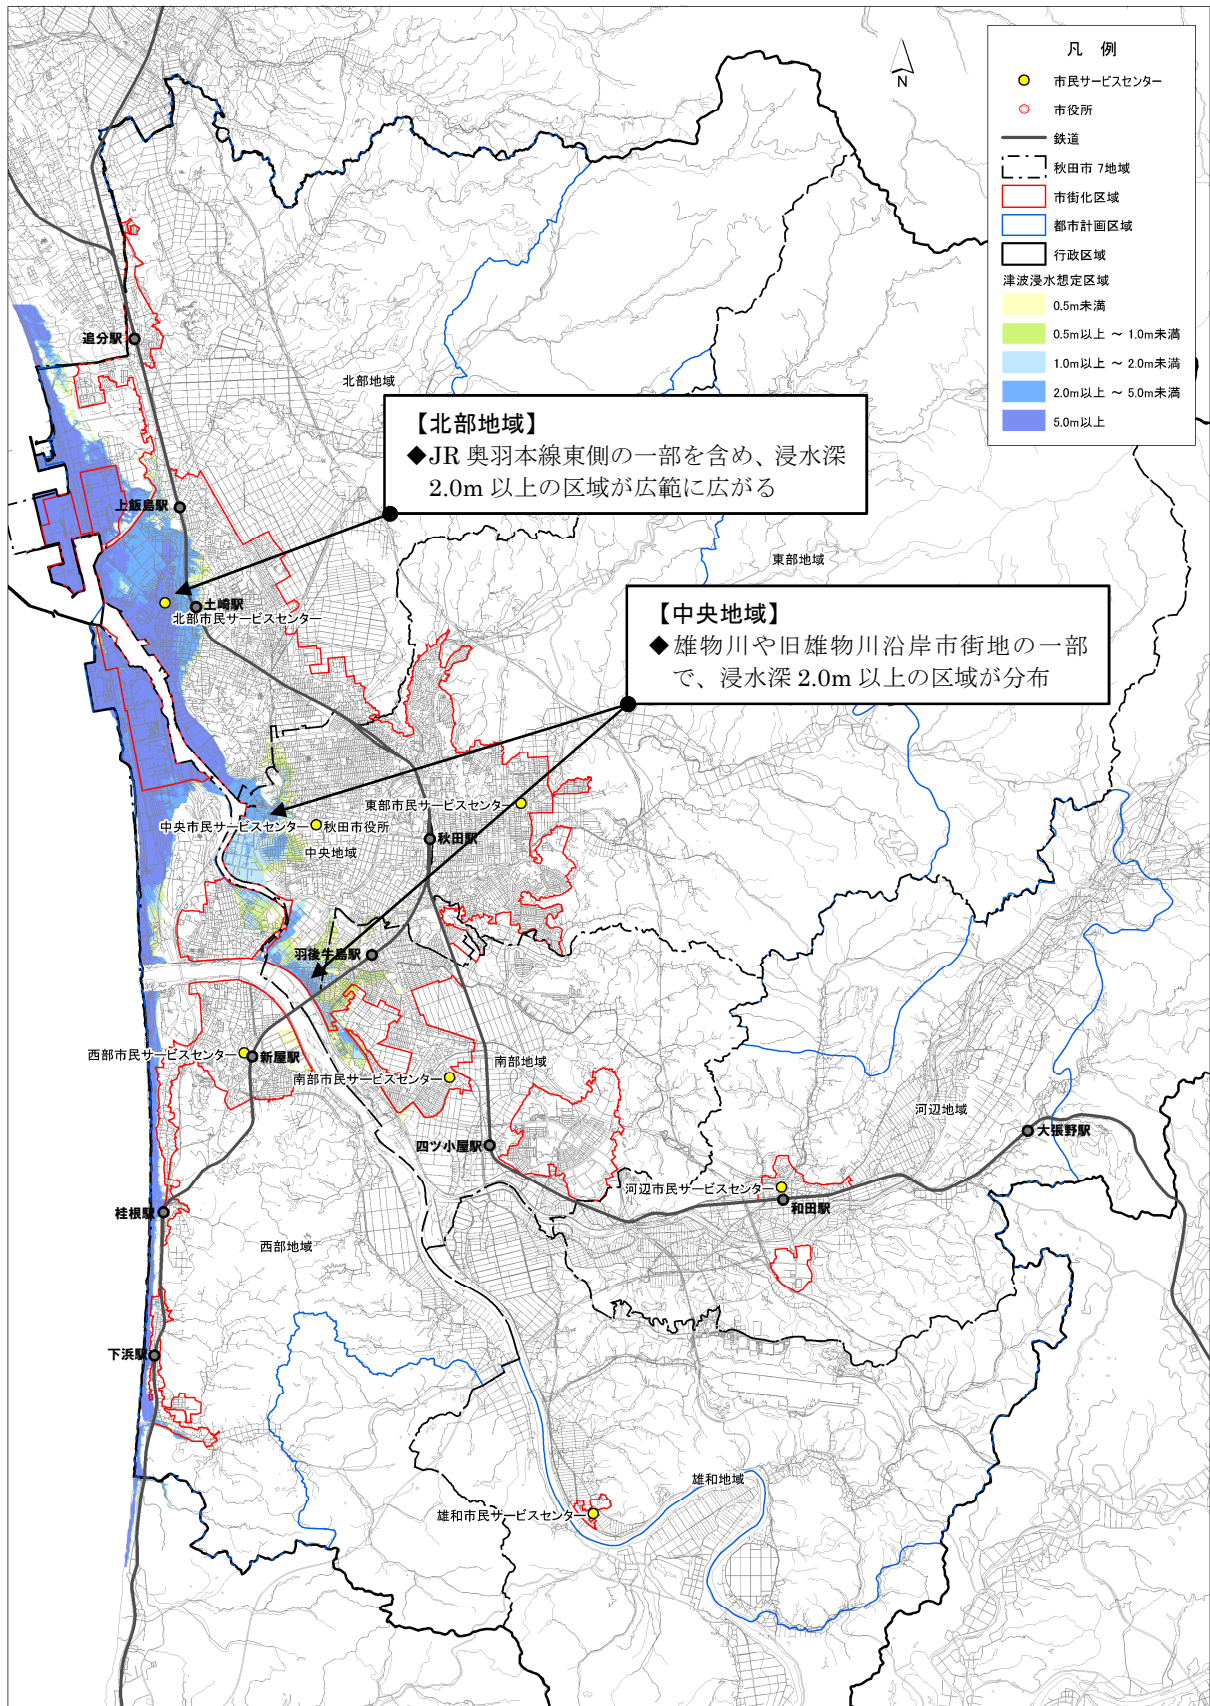 凡 例
市民サービスセンター
市役所
鉄道
秋田市 7地域
市街化区域
都市計画区域
行政区域
津波浸水想定区域
0.5m未満
0.5m以上 ～ 1.0m未満
1.0m以上 ～ 2.0m未満
2.0m以上 ～ 5.0m未満
5.0m以上
N
追分駅
北部地域
【北部地域】
◆JR 奥羽本線東側の一部を含め、浸水深
2.0m 以上の区域が広範に広がる
上飯島駅
東部地域
土崎駅
北部市民サービスセンター
【中央地域】
◆雄物川や旧雄物川沿岸市街地の一部
で、浸水深 2.0m 以上の区域が分布
東部市民サービスセンター
中央市民サービスセンター
秋田市役所
秋田駅
中央地域
羽後牛島駅
西部市民サービスセンター
新屋駅
南部市民サービスセンター
南部地域
河辺地域
大張野駅
四ツ小屋駅
河辺市民サービスセンター
和田駅
桂根駅
西部地域
下浜駅
雄和地域
雄和市民サービスセンター